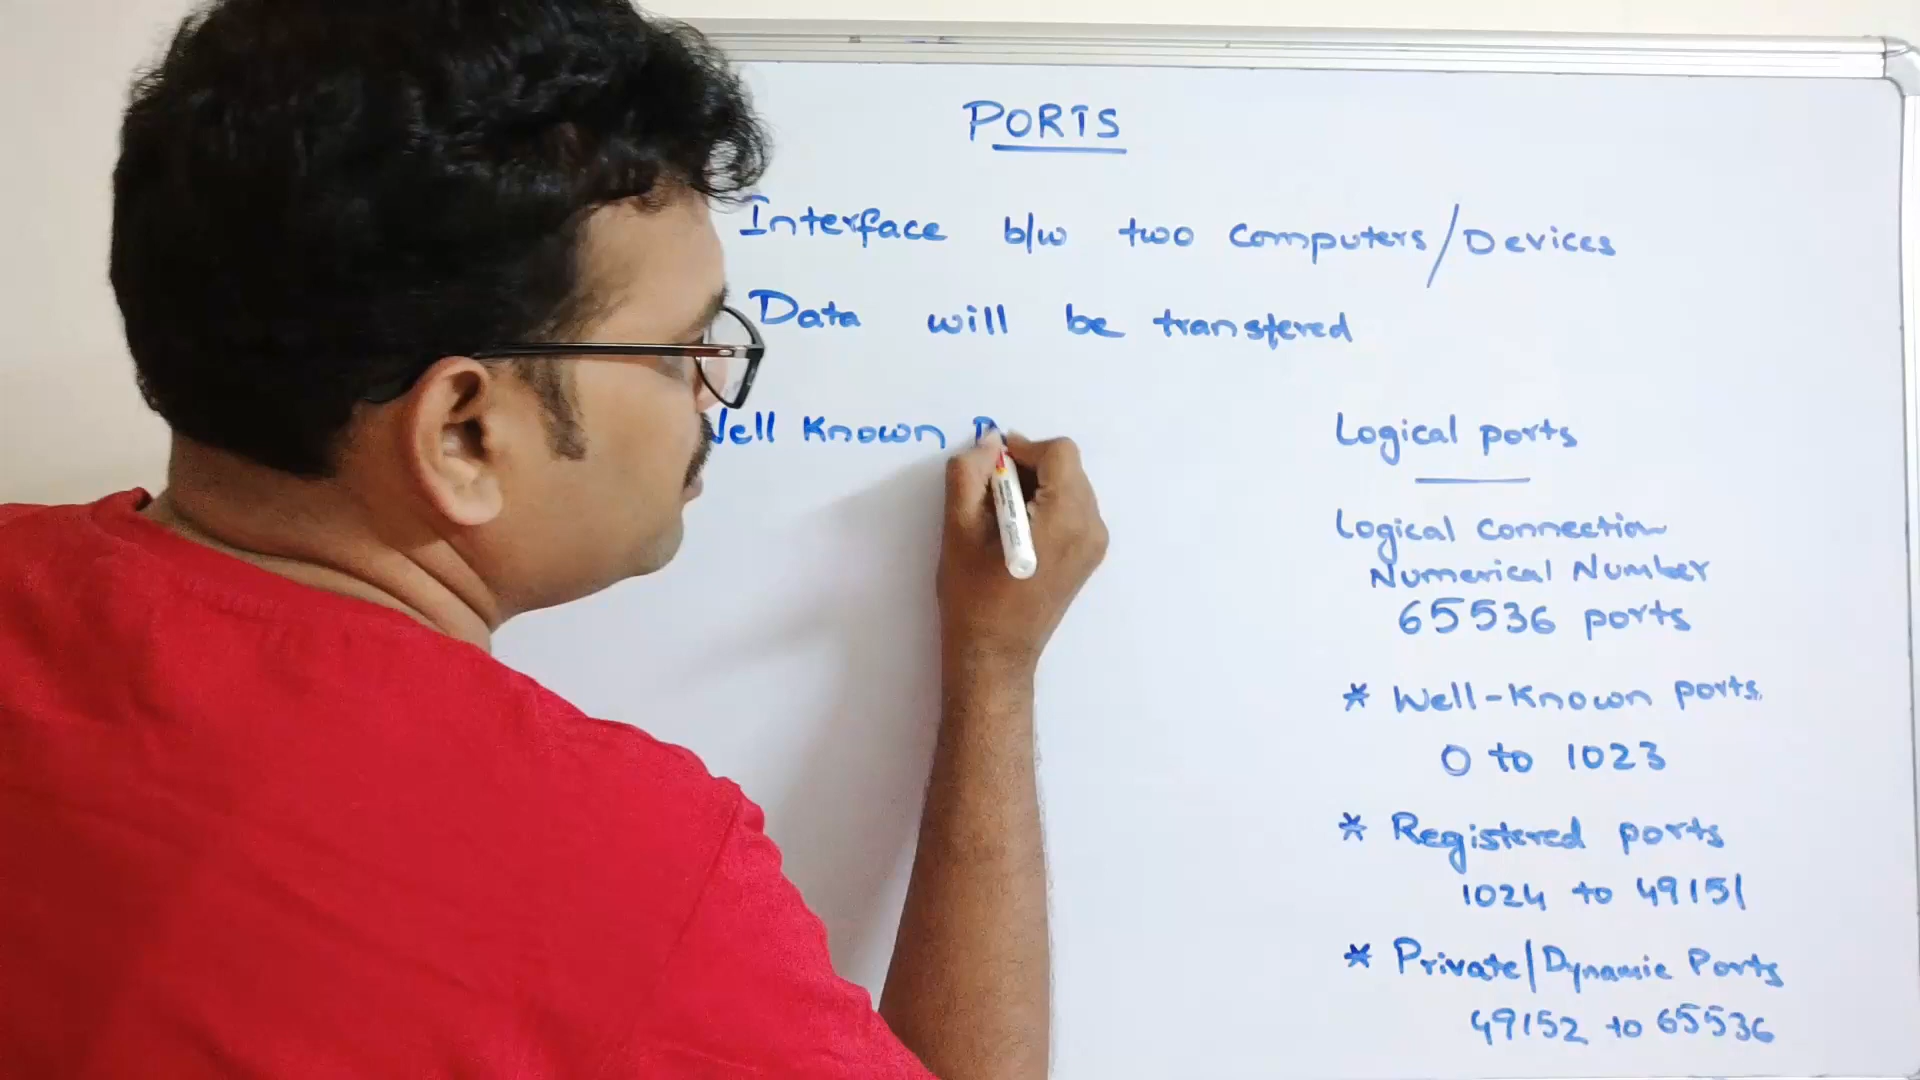 PORTS
Interface b/w two Computers/Devices
Data will be transfered
Known
Logical ports
Logical Connection
Numerical Number
65536 ports
* Well-Known ports
0 to 1023
* Registered ports
1024 to 49151
* Private/Dynamic Ports
49152 to 65536